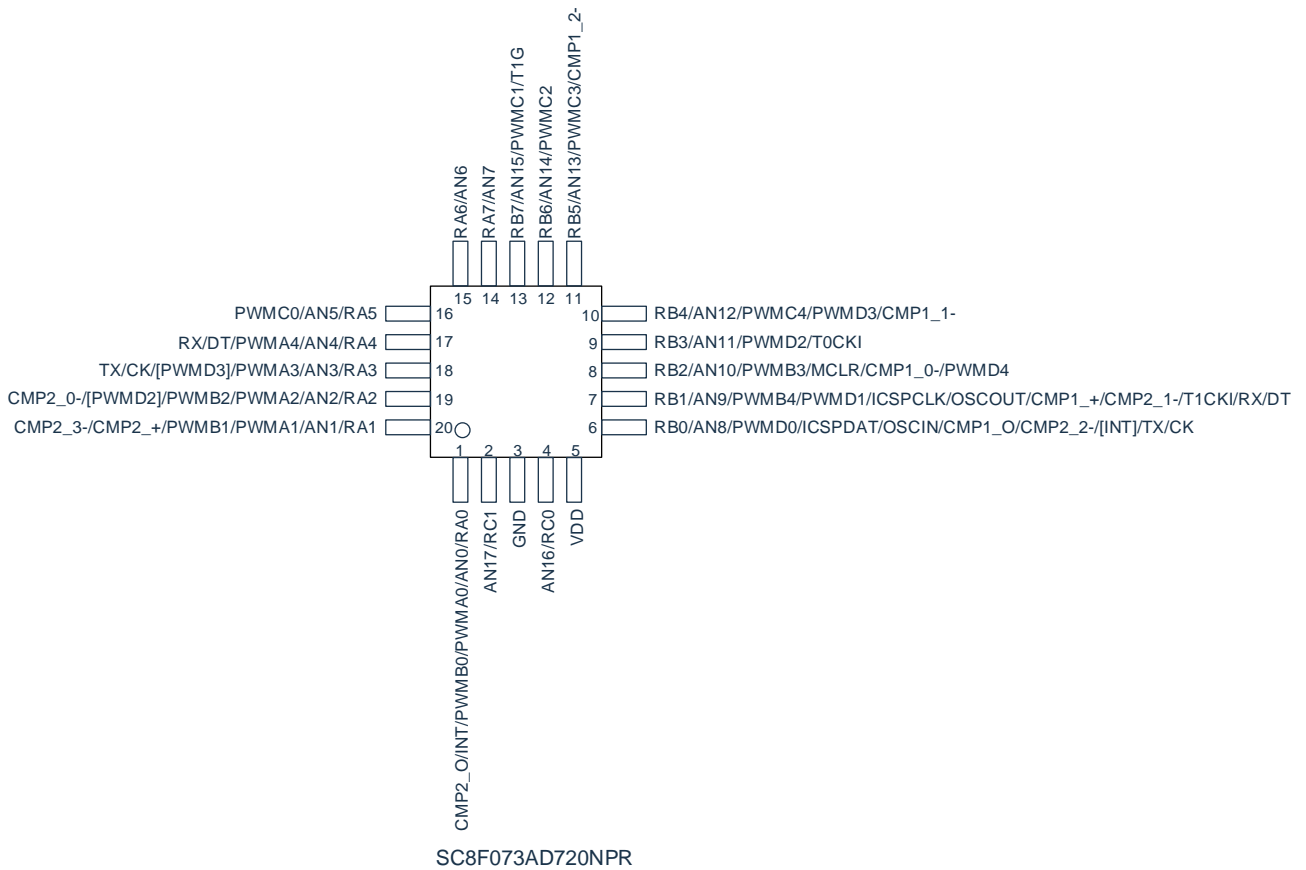 RB5/AN13/PWMC3/CMP1_2-
RB6/AN14/PWMC2
RB7/AN15/PWMC1/T1G
RA7/AN7
RA6/AN6
15 14 13 12 11
PWMC0/AN5/RA5 16
10 RB4/AN12/PWMC4/PWMD3/CMP1_1-
RX/DT/PWMA4/AN4/RA4 17
9 RB3/AN11/PWMD2/T0CKI
TX/CK/[PWMD3]/PWMA3/AN3/RA3 18
8 RB2/AN10/PWMB3/MCLR/CMP1_0-/PWMD4
CMP2_0-/[PWMD2]/PWMB2/PWMA2/AN2/RA2 19
7 RB1/AN9/PWMB4/PWMD1/ICSPCLK/OSCOUT/CMP1_+/CMP2_1-/T1CKI/RX/DT
CMP2_3-/CMP2_+/PWMB1/PWMA1/AN1/RA1 20
6 RB0/AN8/PWMD0/ICSPDAT/OSCIN/CMP1_O/CMP2_2-/[INT]/TX/CK
1 2 3 4 5
CMP2_O/INT/PWMB0/PWMA0/AN0/RA0
AN17/RC1
GND
AN16/RC0
VDD
SC8F073AD720NPR